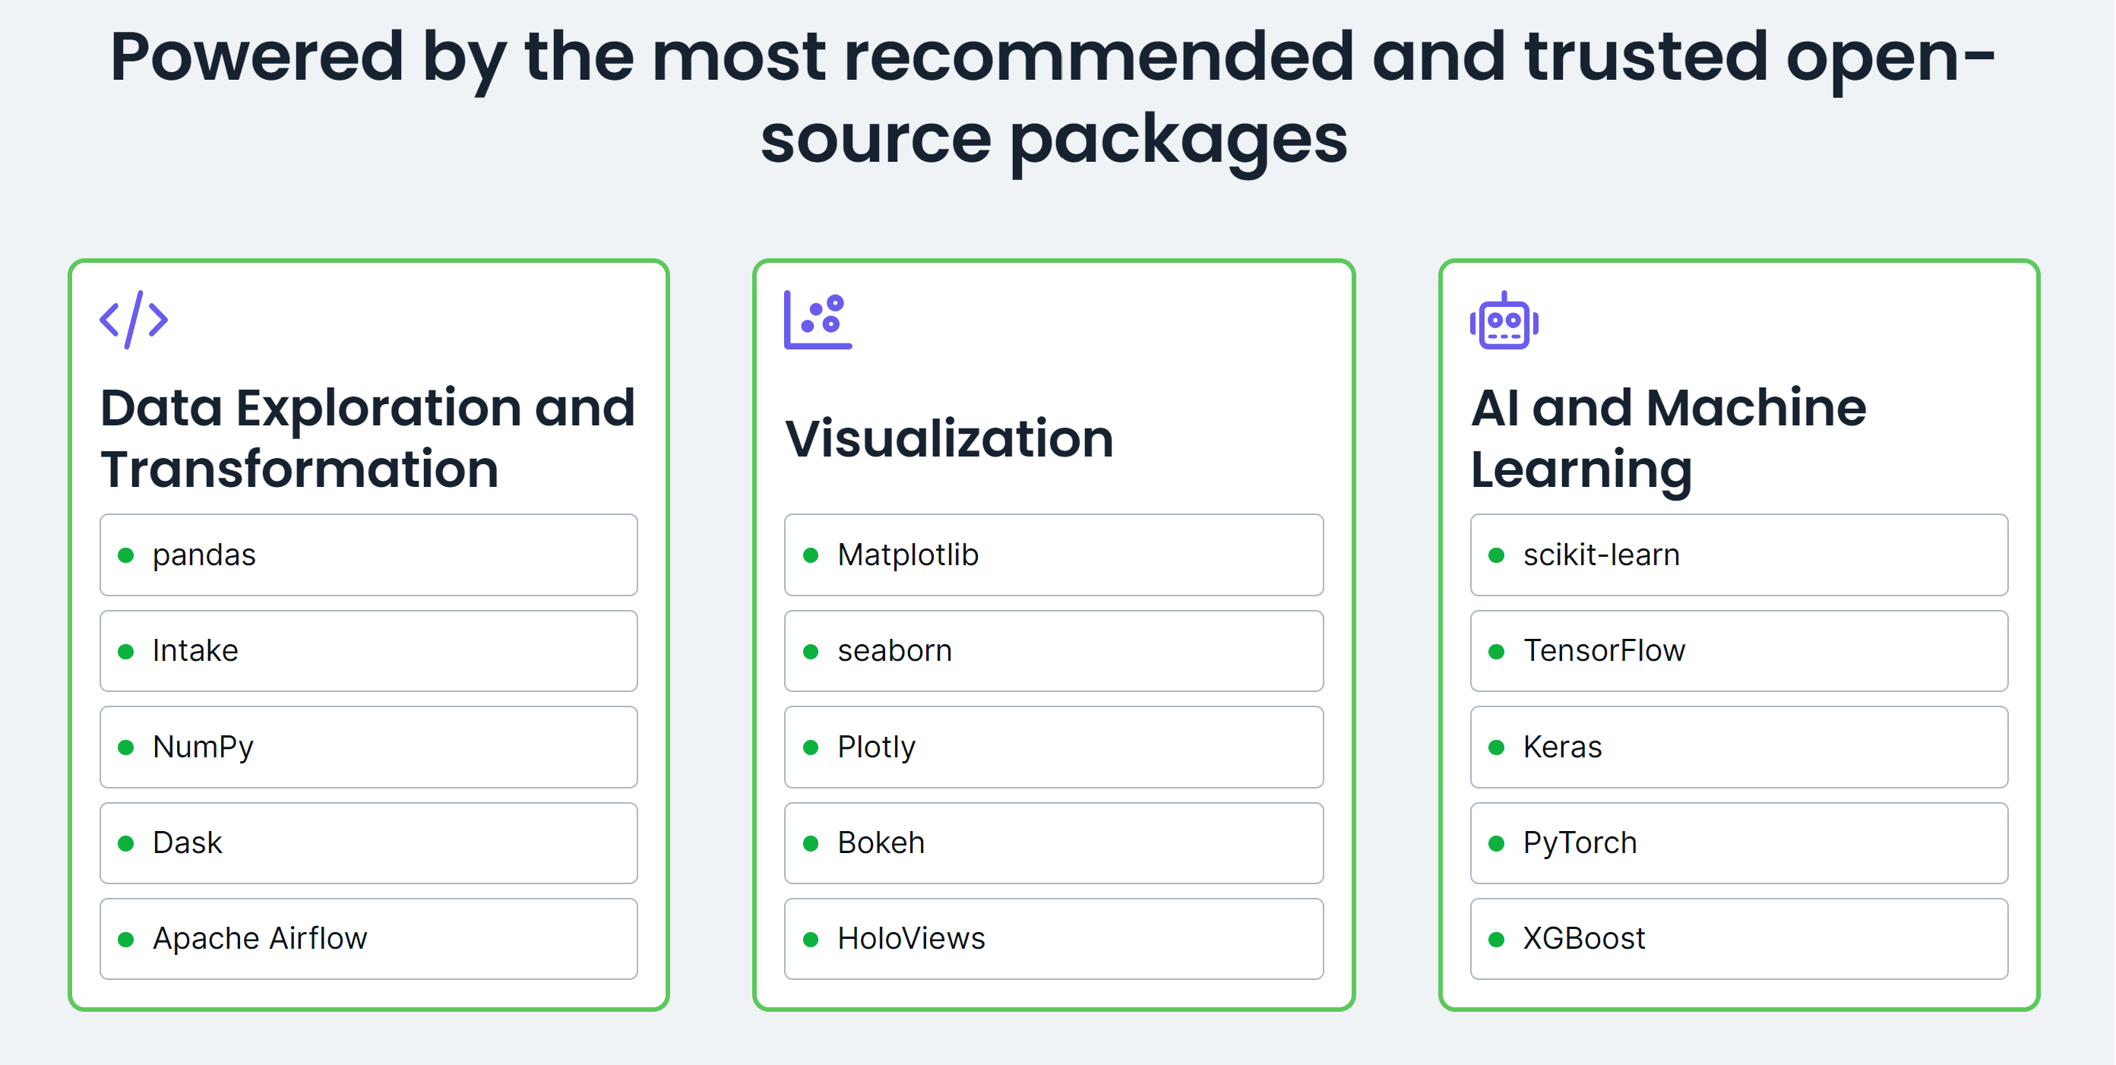 Powered by the most recommended and trusted open-
source packages
Data Exploration and
Transformation
pandas
Intake
NumPy
Dask
Apache Airflow
Visualization
Matplotlib
seaborn
Plotly
Bokeh
HoloViews
AI and Machine
Learning
scikit-learn
TensorFlow
Keras
PyTorch
XGBoost